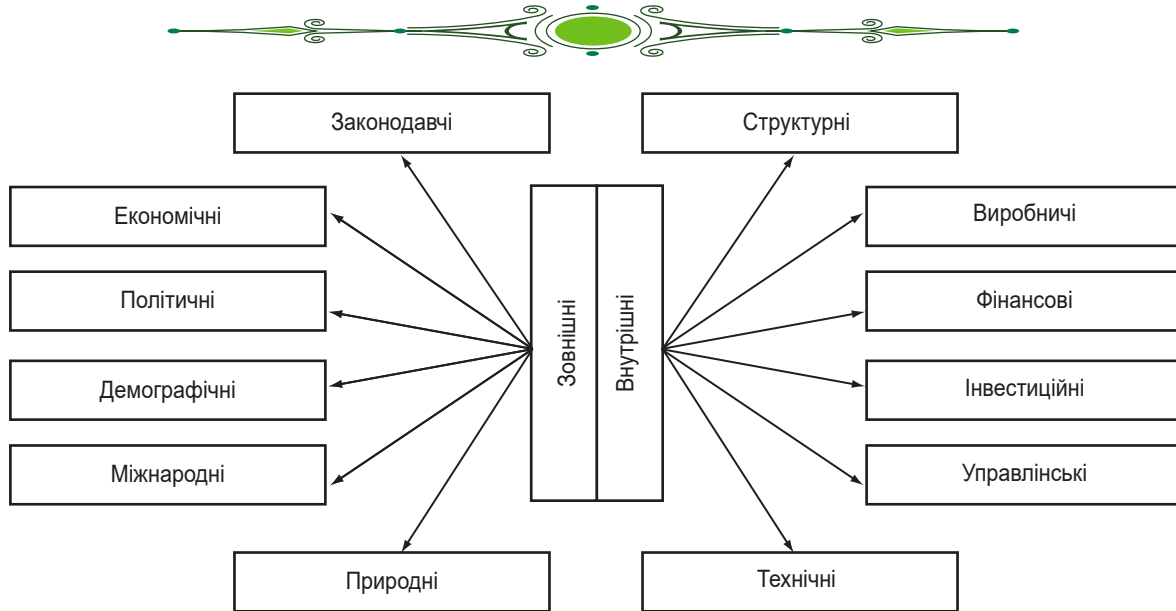 Законодавчі
Структурні
Економічні
Виробничі
Політичні
Фінансові
Зовнішні
Внутрішні
Демографічні
Інвестиційні
Міжнародні
Управлінські
Природні
Технічні